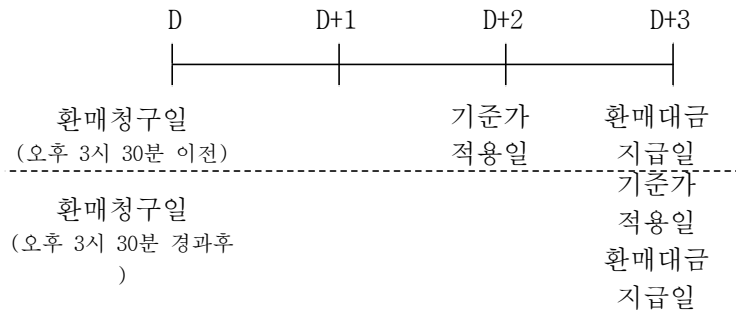 D D+1 D+2 D+3
환매청구일 기준가 환매대금
(오후 3시 30분 이전) 적용일 지급일
환매청구일 기준가
(오후 3시 30분 경과후 적용일
) 환매대금
지급일